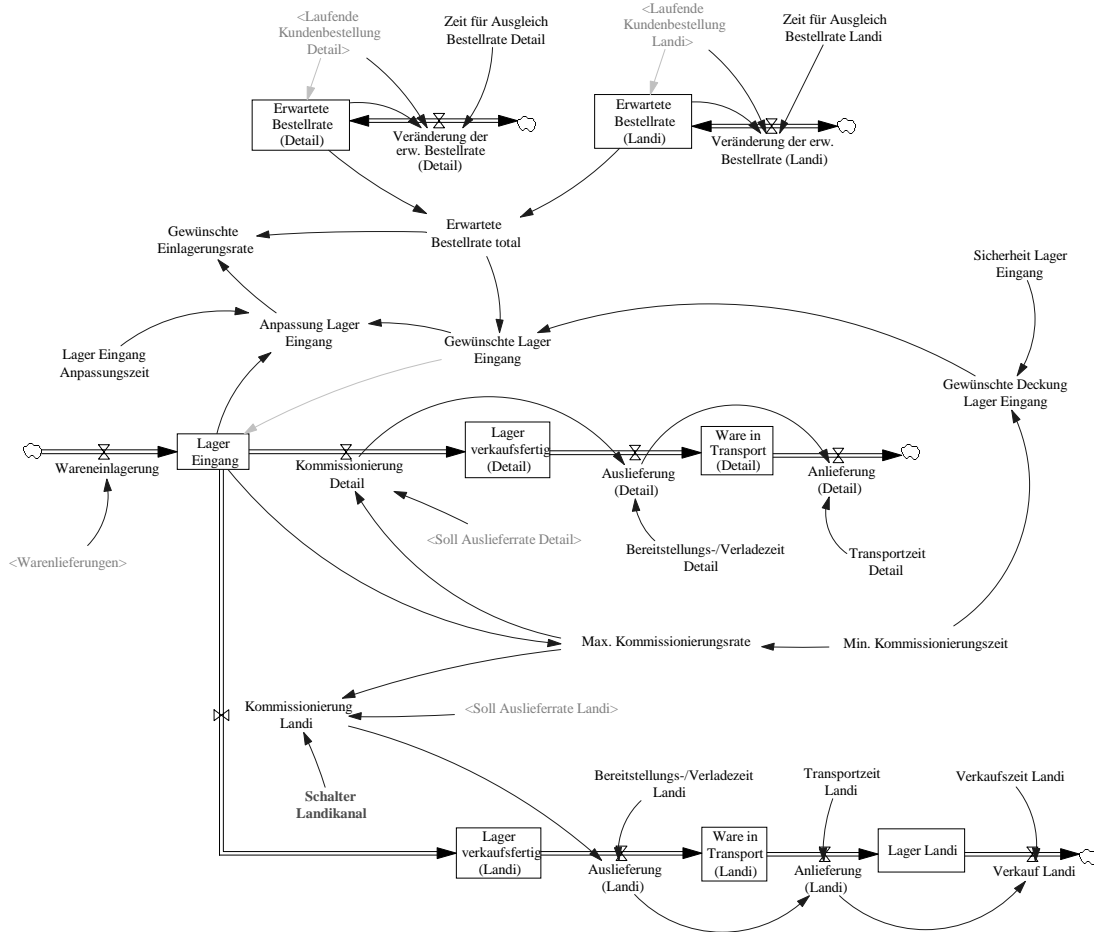 <Laufende
Kundenbestellung
Detail>
Zeit für Ausgleich
Bestellrate Detail
<Laufende
Kundenbestellung
Landi>
Zeit für Ausgleich
Bestellrate Landi
Erwartete
Bestellrate
(Detail)
Veränderung der
erw. Bestellrate
(Detail)
Erwartete
Bestellrate
(Landi)
Veränderung der erw.
Bestellrate (Landi)
Gewünschte
Einlagerungsrate
Erwartete
Bestellrate total
Sicherheit Lager
Eingang
Anpassung Lager
Eingang
Gewünschte Lager
Eingang
Lager Eingang
Anpassungszeit
Gewünschte Deckung
Lager Eingang
Wareneinlagerung
Lager
Eingang
Kommissionierung
Detail
Lager
verkaufsfertig
(Detail)
Auslieferung
(Detail)
Ware in
Transport
(Detail)
Anlieferung
(Detail)
<Warenlieferungen>
<Soll Auslieferrate Detail>
Bereitstellungs-/Verladezeit
Detail
Transportzeit
Detail
Max. Kommissionierungsrate
Min. Kommissionierungszeit
Kommissionierung
Landi
<Soll Auslieferrate Landi>
Schalter
Landikanal
Bereitstellungs-/Verladezeit
Landi
Transportzeit
Landi
Verkaufszeit Landi
Lager
verkaufsfertig
(Landi)
Auslieferung
(Landi)
Ware in
Transport
(Landi)
Anlieferung
(Landi)
Lager Landi
Verkauf Landi